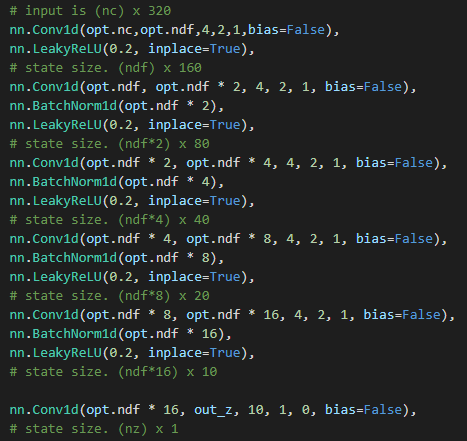 # input is (nc) x 320
nn.Conv1d(opt.nc,opt.ndf,4,2,1,bias=False),
nn.LeakyReLU(0.2, inplace=True),
# state size. (ndf) x 160
nn.Conv1d(opt.ndf, opt.ndf * 2, 4, 2, 1, bias=False),
nn.BatchNorm1d(opt.ndf * 2),
nn.LeakyReLU(0.2, inplace=True),
# state size. (ndf*2) x 80
nn.Conv1d(opt.ndf * 2, opt.ndf * 4, 4, 2, 1, bias=False),
nn.BatchNorm1d(opt.ndf * 4),
nn.LeakyReLU(0.2, inplace=True),
# state size. (ndf*4) x 40
nn.Conv1d(opt.ndf * 4, opt.ndf * 8, 4, 2, 1, bias=False),
nn.BatchNorm1d(opt.ndf * 8),
nn.LeakyReLU(0.2, inplace=True),
# state size. (ndf*8) x 20
nn.Conv1d(opt.ndf * 8, opt.ndf * 16, 4, 2, 1, bias=False),
nn.BatchNorm1d(opt.ndf * 16),
nn.LeakyReLU(0.2, inplace=True),
# state size. (ndf*16) x 10
nn.Conv1d(opt.ndf * 16, out_z, 10, 1, 0, bias=False),
# state size. (nz) x 1